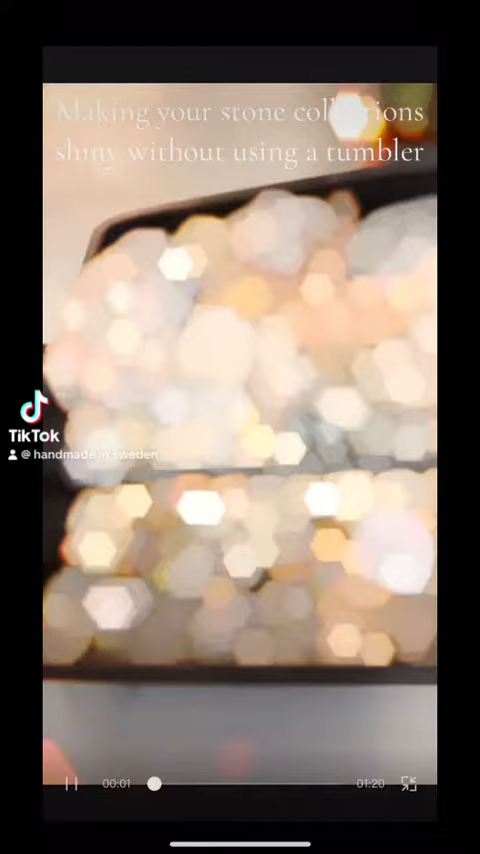 Making your stone collections
shiny without using a tumbler
TikTok
@ handmade.in.sweden
00:01
01:20